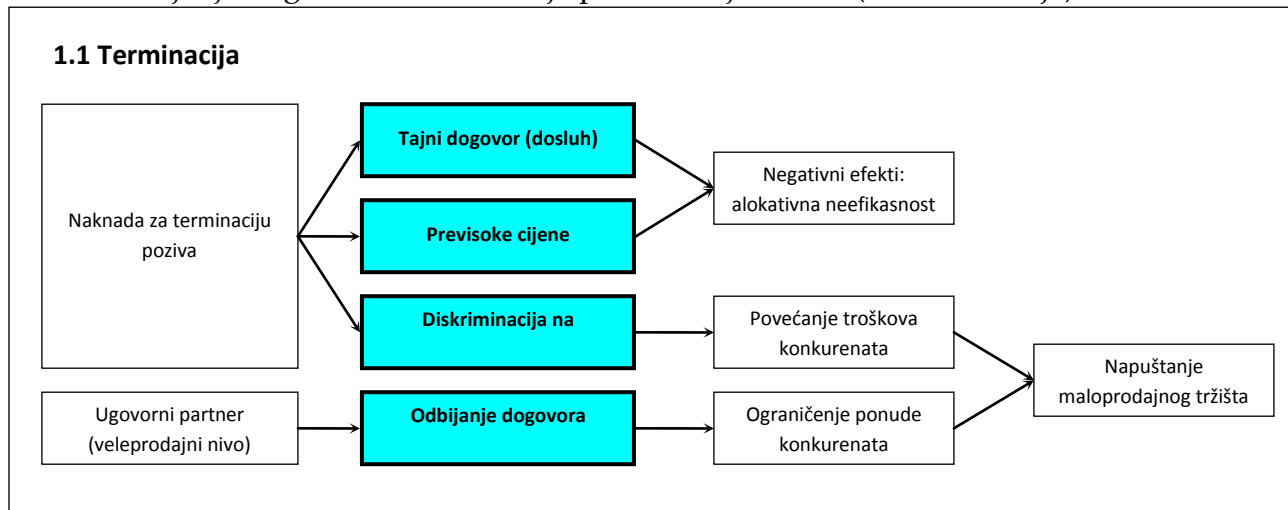 1.1 Terminacija
Naknada za terminaciju
poziva
Tajni dogovor (dosluh)
Previsoke cijene
Diskriminacija na
Negativni efekti:
alokativna neefikasnost
Povećanje troškova
konkurenata
Napuštanje
maloprodajnog tržišta
Ugovorni partner
(veleprodajni nivo)
Odbijanje dogovora
Ograničenje ponude
konkurenata